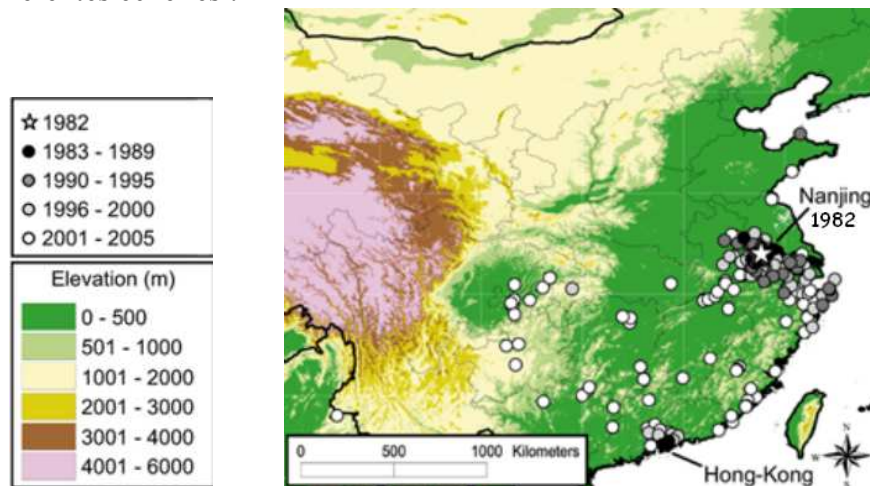 1982
1983 - 1989
1990 - 1995
1996 - 2000
2001 - 2005
Elevation (m)
0 - 500
501 - 1000
1001 - 2000
2001 - 3000
3001 - 4000
4001 - 6000
Nanjing
1982
0 500 1000 Kilometers
Hong-Kong